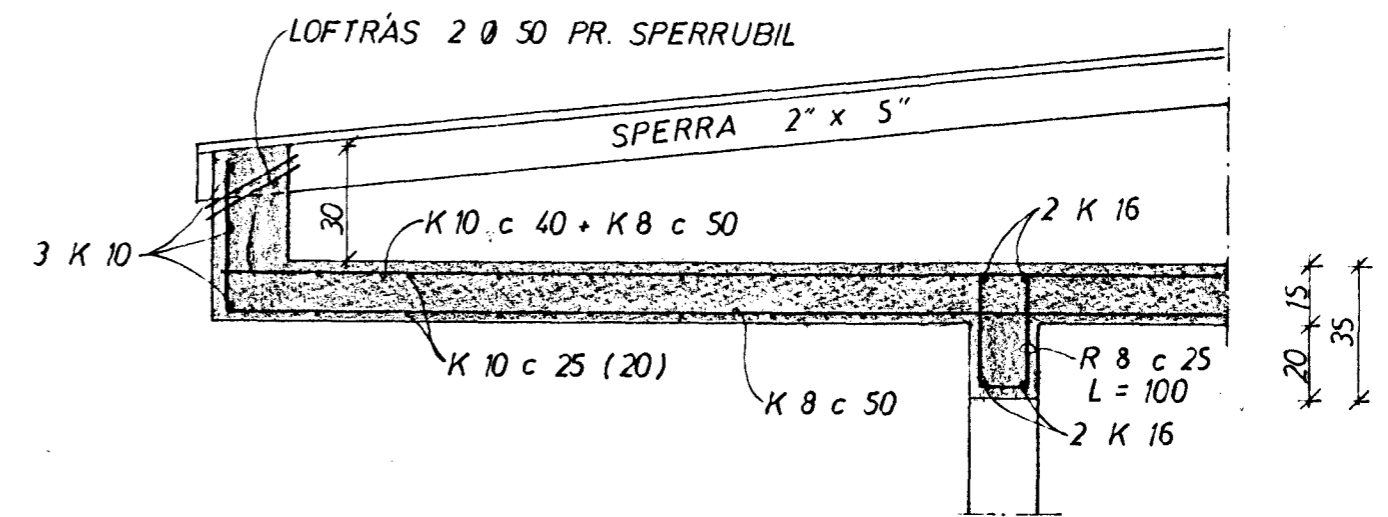 LOFTRÁS 2 Ø 50 PR. SPERRUBIL
SPERRA 2" x 5"
30
K 10 c 40 + K 8 c 50
2 K 16
3 K 10
15
35
20
K 10 c 25 (20)
R 8 c 25
L = 100
K 8 c 50
2 K 16